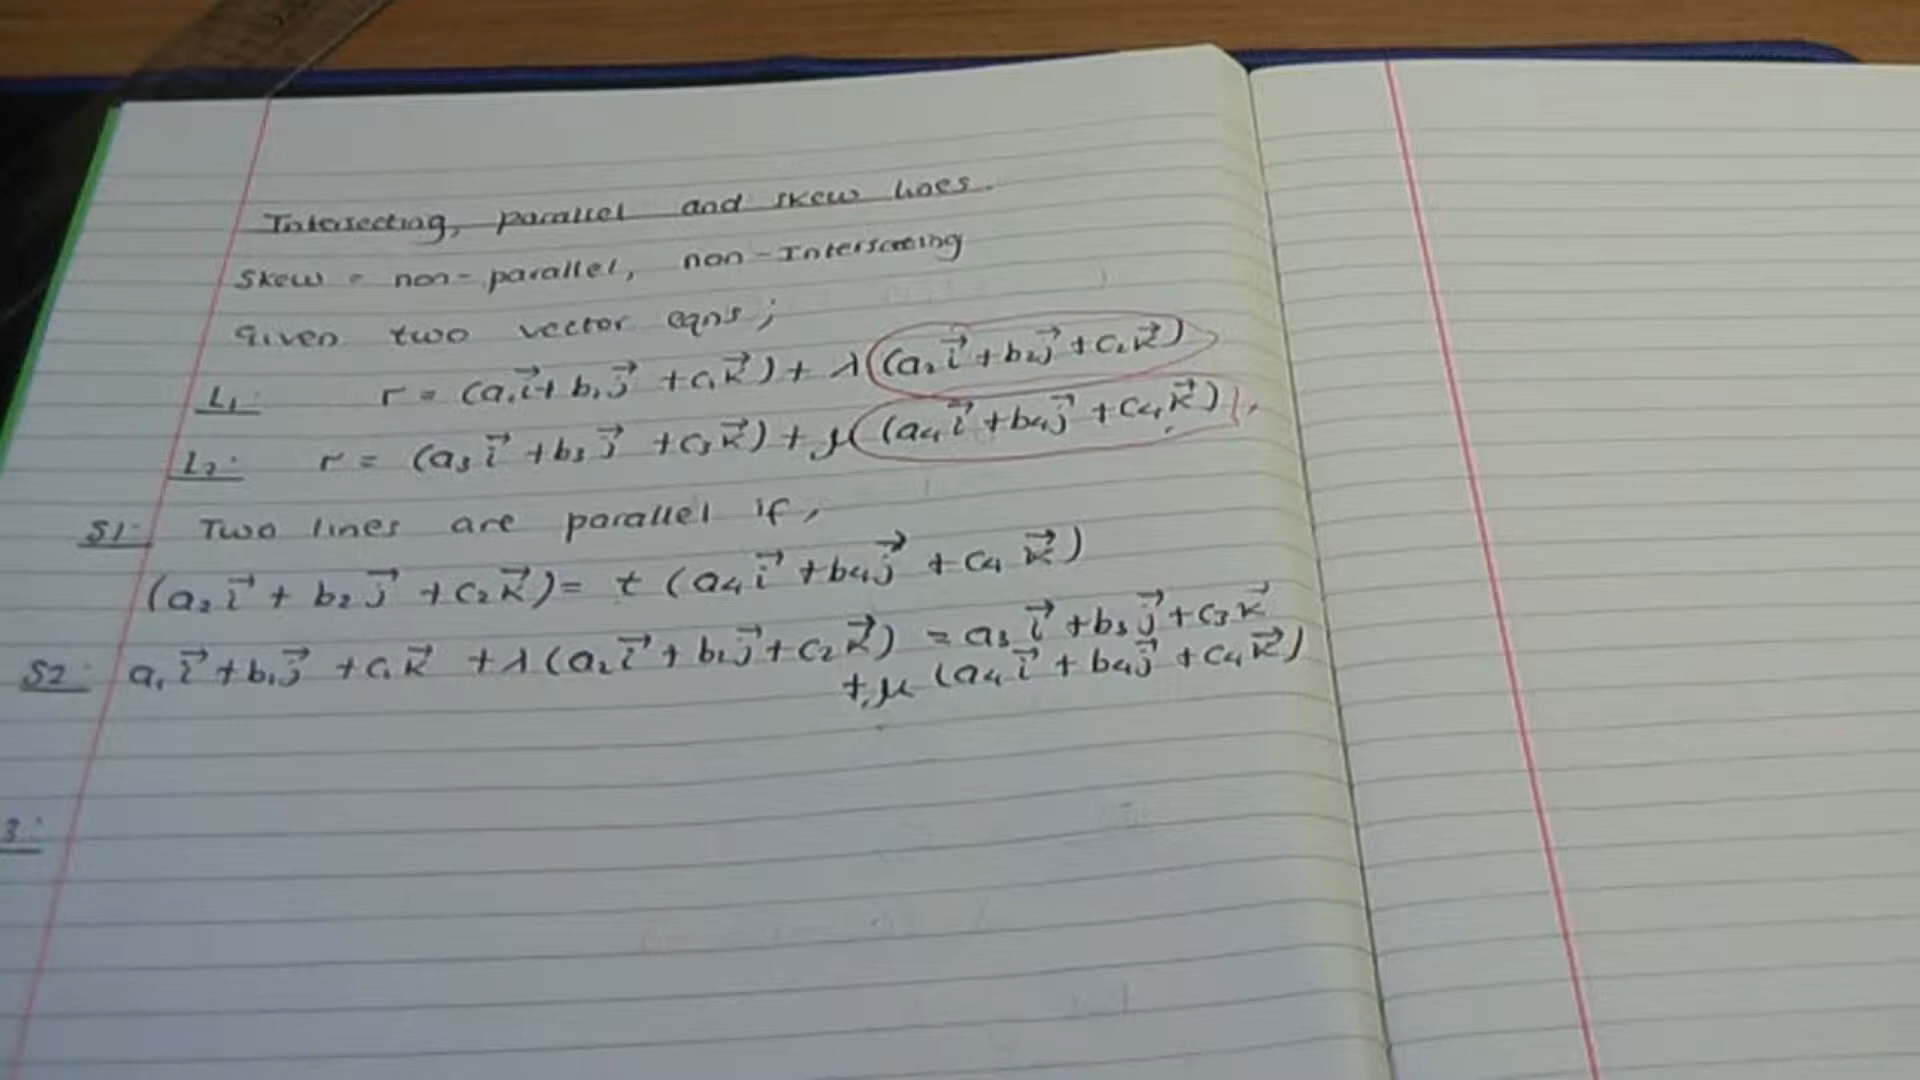 Intersecting, parallel and skew lines.
Skew = non-parallel, non-Intersecting
Given two vector eqns;
L₁: r = (a₁i⃗+ b₁j⃗ +c₁k⃗) + λ(a₂i⃗ + b₂j⃗ +c₂k⃗)
L₂: r = (a₃i⃗ +b₃j⃗ +c₃k⃗) + μ(a₄i⃗ +b₄j⃗ +c₄k⃗),
S1: Two lines are parallel if,
(a₂i⃗ + b₂j⃗ +c₂k⃗)= t (a₄i⃗ +b₄j⃗ + c₄k⃗)
S2: a₁i⃗ +b₁j⃗ +c₁k⃗ +λ(a₂i⃗ + b₂j⃗+c₂k⃗) = a₃i⃗ +b₃j⃗+c₃k⃗
+μ(a₄i⃗ + b₄j⃗ +c₄k⃗)
3: